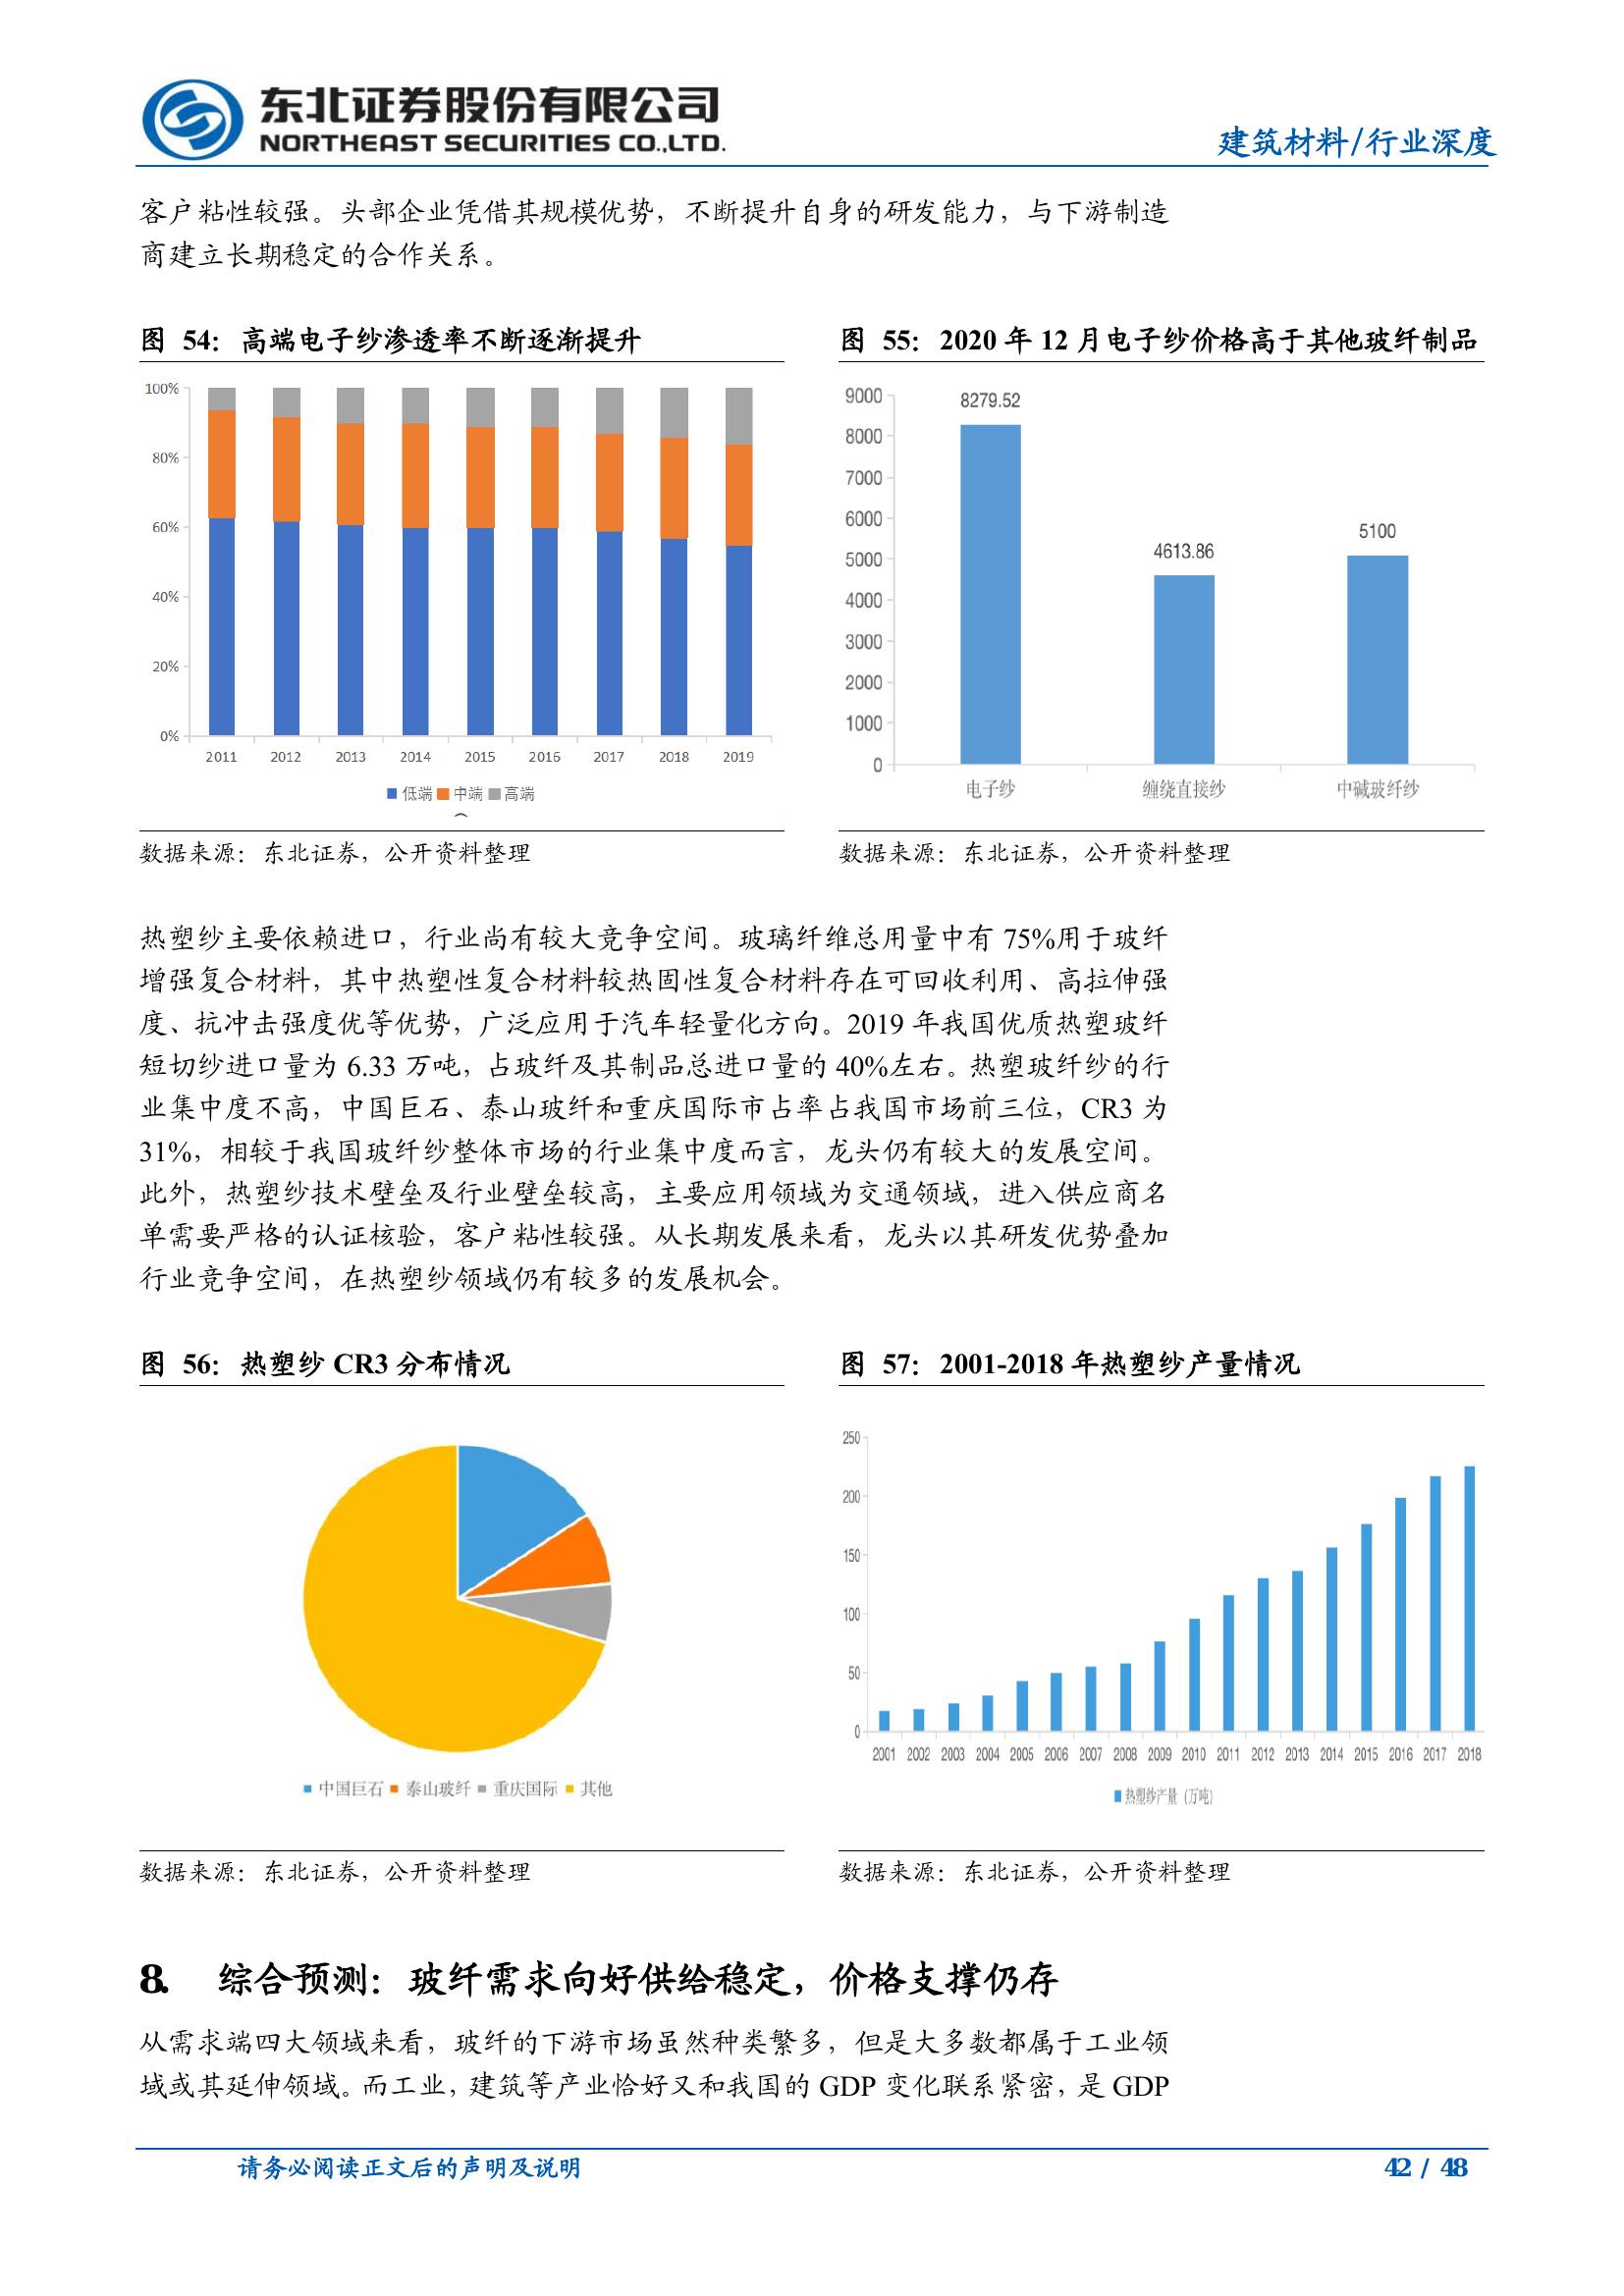 东北证券股份有限公司
NORTHEAST SECURITIES CO.,LTD.
建筑材料/行业深度
客户粘性较强。头部企业凭借其规模优势，不断提升自身的研发能力，与下游制造
商建立长期稳定的合作关系。
图 54：高端电子纱渗透率不断逐渐提升
100%
80%
60%
40%
20%
0%
2011 2012 2013 2014 2015 2016 2017 2018 2019
低端 中端 高端
数据来源：东北证券，公开资料整理
图 55：2020 年 12 月电子纱价格高于其他玻纤制品
9000
8000
7000
6000
5000
4000
3000
2000
1000
0
8279.52
4613.86
5100
电子纱 缠绕直接纱 中碱玻纤纱
数据来源：东北证券，公开资料整理
热塑纱主要依赖进口，行业尚有较大竞争空间。玻璃纤维总用量中有 75%用于玻纤
增强复合材料，其中热塑性复合材料较热固性复合材料存在可回收利用、高拉伸强
度、抗冲击强度优等优势，广泛应用于汽车轻量化方向。2019 年我国优质热塑玻纤
短切纱进口量为 6.33 万吨，占玻纤及其制品总进口量的 40%左右。热塑玻纤纱的行
业集中度不高，中国巨石、泰山玻纤和重庆国际市占率占我国市场前三位，CR3 为
31%，相较于我国玻纤纱整体市场的行业集中度而言，龙头仍有较大的发展空间。
此外，热塑纱技术壁垒及行业壁垒较高，主要应用领域为交通领域，进入供应商名
单需要严格的认证核验，客户粘性较强。从长期发展来看，龙头以其研发优势叠加
行业竞争空间，在热塑纱领域仍有较多的发展机会。
图 56：热塑纱 CR3 分布情况
中国巨石 泰山玻纤 重庆国际 其他
数据来源：东北证券，公开资料整理
图 57：2001-2018 年热塑纱产量情况
250
200
150
100
50
0
2001 2002 2003 2004 2005 2006 2007 2008 2009 2010 2011 2012 2013 2014 2015 2016 2017 2018
热塑纱产量（万吨）
数据来源：东北证券，公开资料整理
8. 综合预测：玻纤需求向好供给稳定，价格支撑仍存
从需求端四大领域来看，玻纤的下游市场虽然种类繁多，但是大多数都属于工业领
域或其延伸领域。而工业，建筑等产业恰好又和我国的 GDP 变化联系紧密，是 GDP
请务必阅读正文后的声明及说明
42 / 48